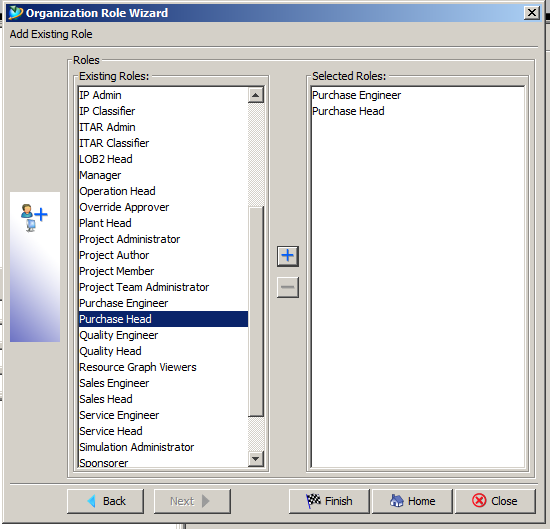 Organization Role Wizard
Add Existing Role
Roles
Existing Roles:
IP Admin
IP Classifier
ITAR Admin
ITAR Classifier
LOB2 Head
Manager
Operation Head
Override Approver
Plant Head
Project Administrator
Project Author
Project Member
Project Team Administrator
Purchase Engineer
Purchase Head
Quality Engineer
Quality Head
Resource Graph Viewers
Sales Engineer
Sales Head
Service Engineer
Service Head
Simulation Administrator
Sponsorer
Selected Roles:
Purchase Engineer
Purchase Head
Back
Next
Finish
Home
Close